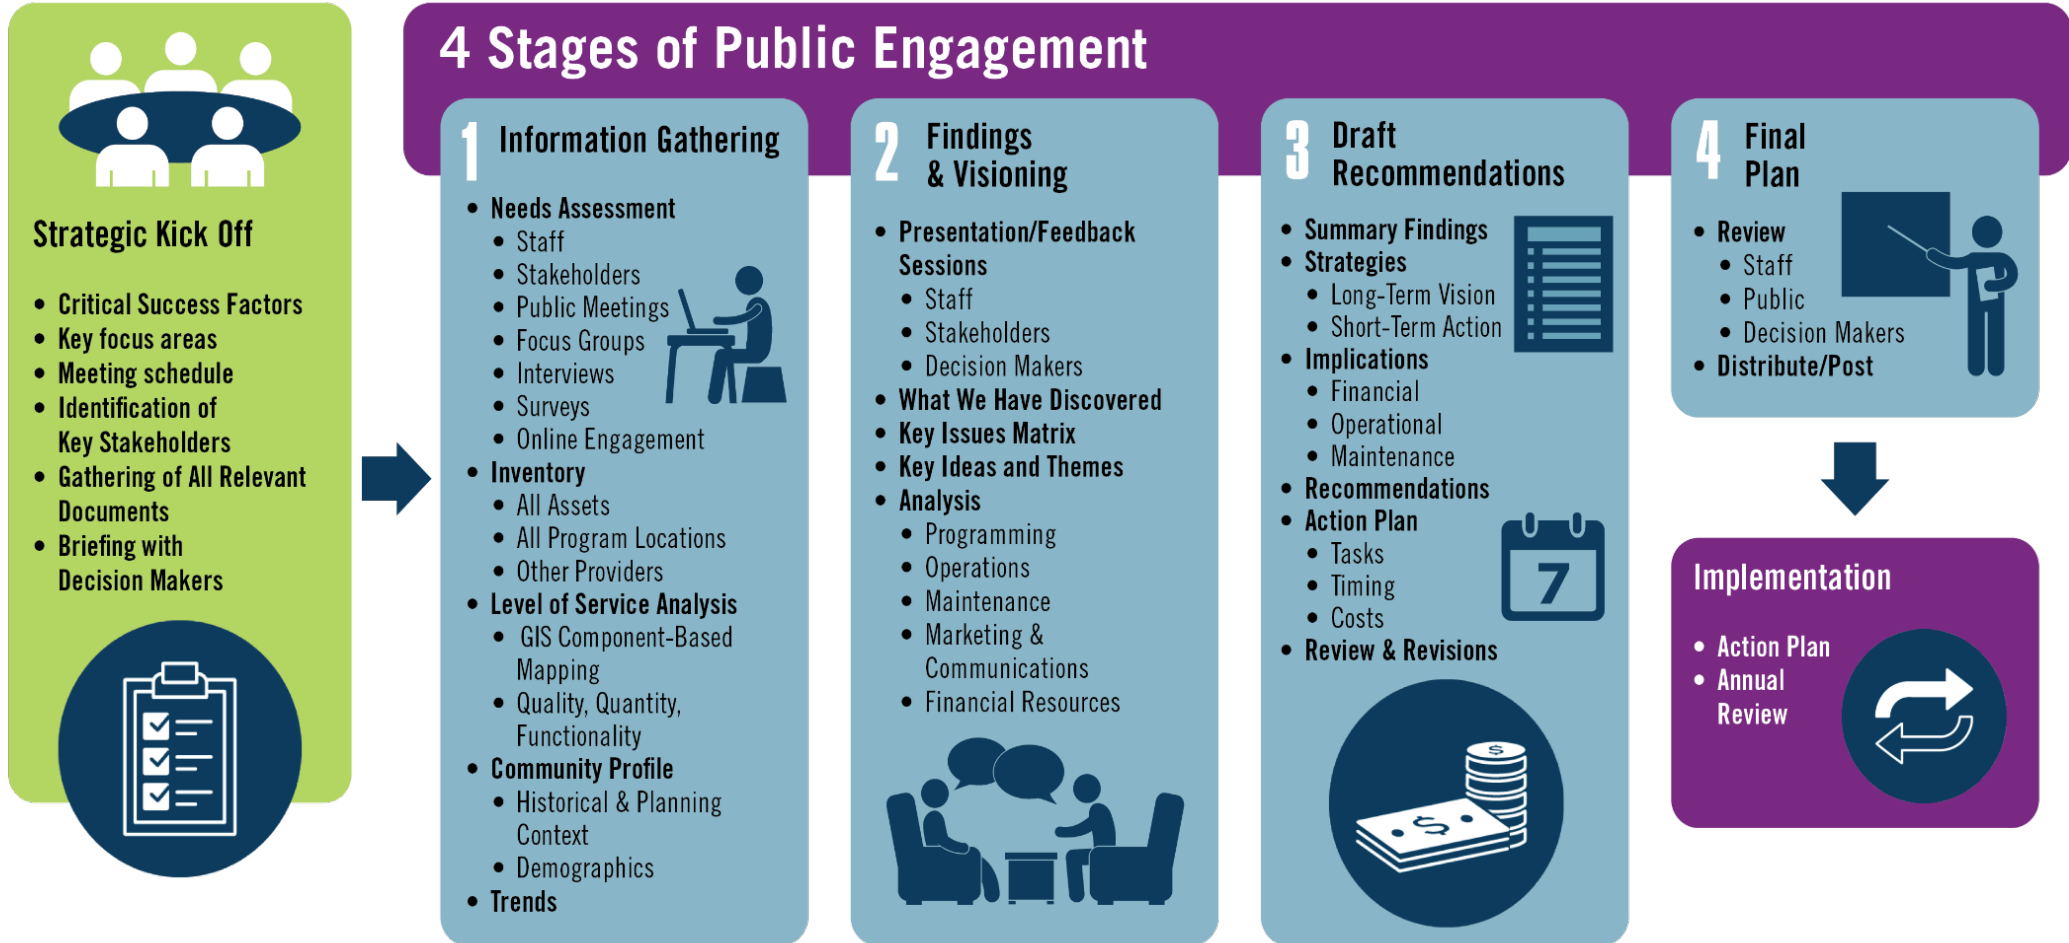 Strategic Kick Off
• Critical Success Factors
• Key focus areas
• Meeting schedule
• Identification of
Key Stakeholders
• Gathering of All Relevant
Documents
• Briefing with
Decision Makers
4 Stages of Public Engagement
1 Information Gathering
• Needs Assessment
• Staff
• Stakeholders
• Public Meetings
• Focus Groups
• Interviews
• Surveys
• Online Engagement
• Inventory
• All Assets
• All Program Locations
• Other Providers
• Level of Service Analysis
• GIS Component-Based
Mapping
• Quality, Quantity,
Functionality
• Community Profile
• Historical & Planning
Context
• Demographics
• Trends
2 Findings
& Visioning
• Presentation/Feedback
Sessions
• Staff
• Stakeholders
• Decision Makers
• What We Have Discovered
• Key Issues Matrix
• Key Ideas and Themes
• Analysis
• Programming
• Operations
• Maintenance
• Marketing &
Communications
• Financial Resources
3 Draft
Recommendations
• Summary Findings
• Strategies
• Long-Term Vision
• Short-Term Action
• Implications
• Financial
• Operational
• Maintenance
• Recommendations
• Action Plan
• Tasks
• Timing
• Costs
• Review & Revisions
7
$
$
$
4 Final
Plan
• Review
• Staff
• Public
• Decision Makers
• Distribute/Post
Implementation
• Action Plan
• Annual
Review